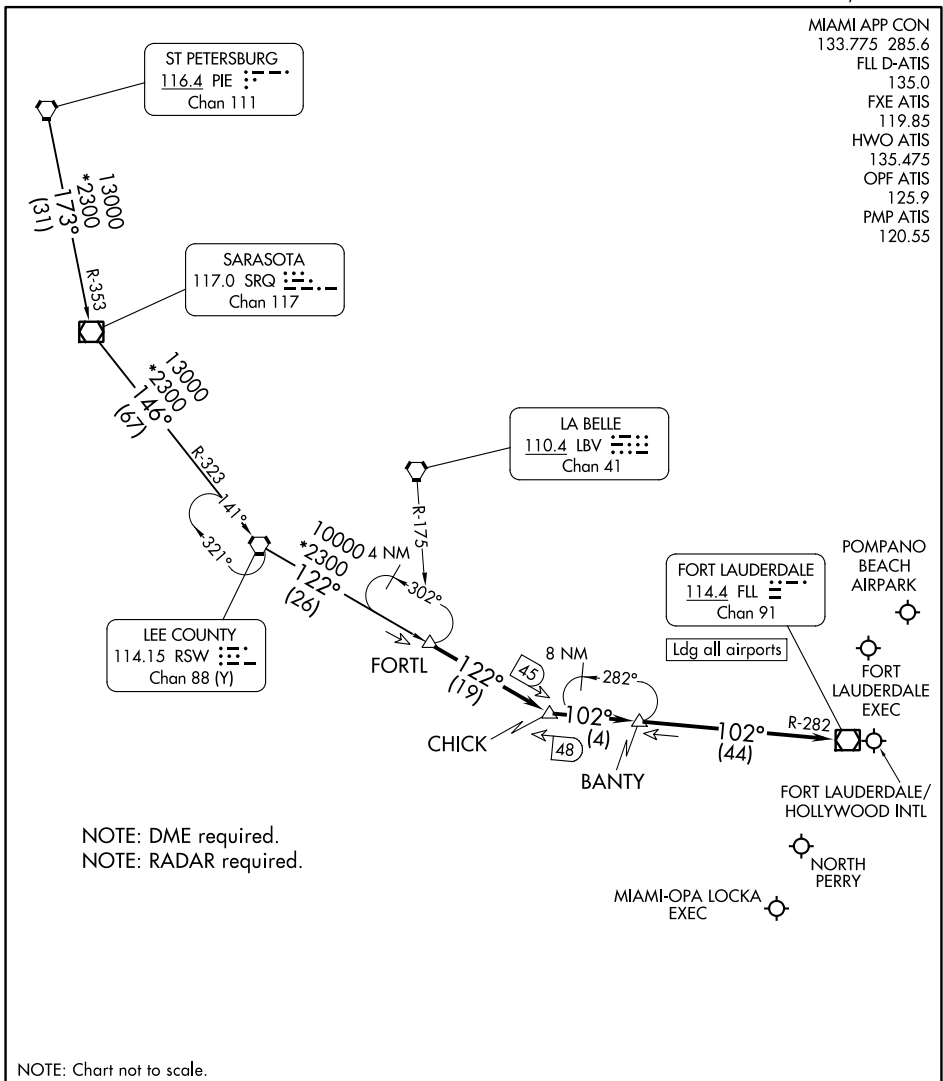 MIAMI APP CON
133.775 285.6
FLL D-ATIS
135.0
FXE ATIS
119.85
HWO ATIS
135.475
OPF ATIS
125.9
PMP ATIS
120.55
ST PETERSBURG
116.4 PIE
Chan 111
13000
*2300
173°
(31)
R-353
SARASOTA
117.0 SRQ
Chan 117
13000
*2300
146°
(67)
R-323
141°
321°
LA BELLE
110.4 LBV
Chan 41
R-175
LEE COUNTY
114.15 RSW
Chan 88 (Y)
10000
*2300
122°
(26)
4 NM
302°
FORTL
122°
(19)
45
8 NM
282°
CHICK
48
102°
(4)
BANTY
FORT LAUDERDALE
114.4 FLL
Chan 91
Ldg all airports
R-282
102°
(44)
POMPANO
BEACH
AIRPARK
FORT
LAUDERDALE
EXEC
FORT LAUDERDALE/
HOLLYWOOD INTL
NORTH
PERRY
MIAMI-OPA LOCKA
EXEC
NOTE: DME required.
NOTE: RADAR required.
NOTE: Chart not to scale.